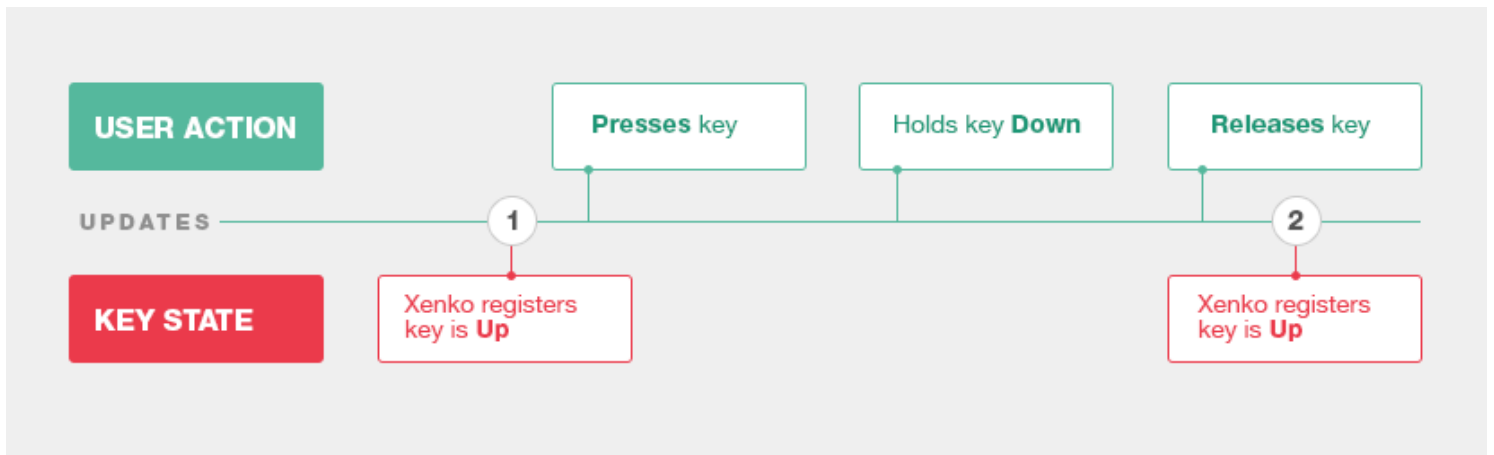 USER ACTION
Presses key
Holds key Down
Releases key
UPDATES
1
2
KEY STATE
Xenko registers
key is Up
Xenko registers
key is Up